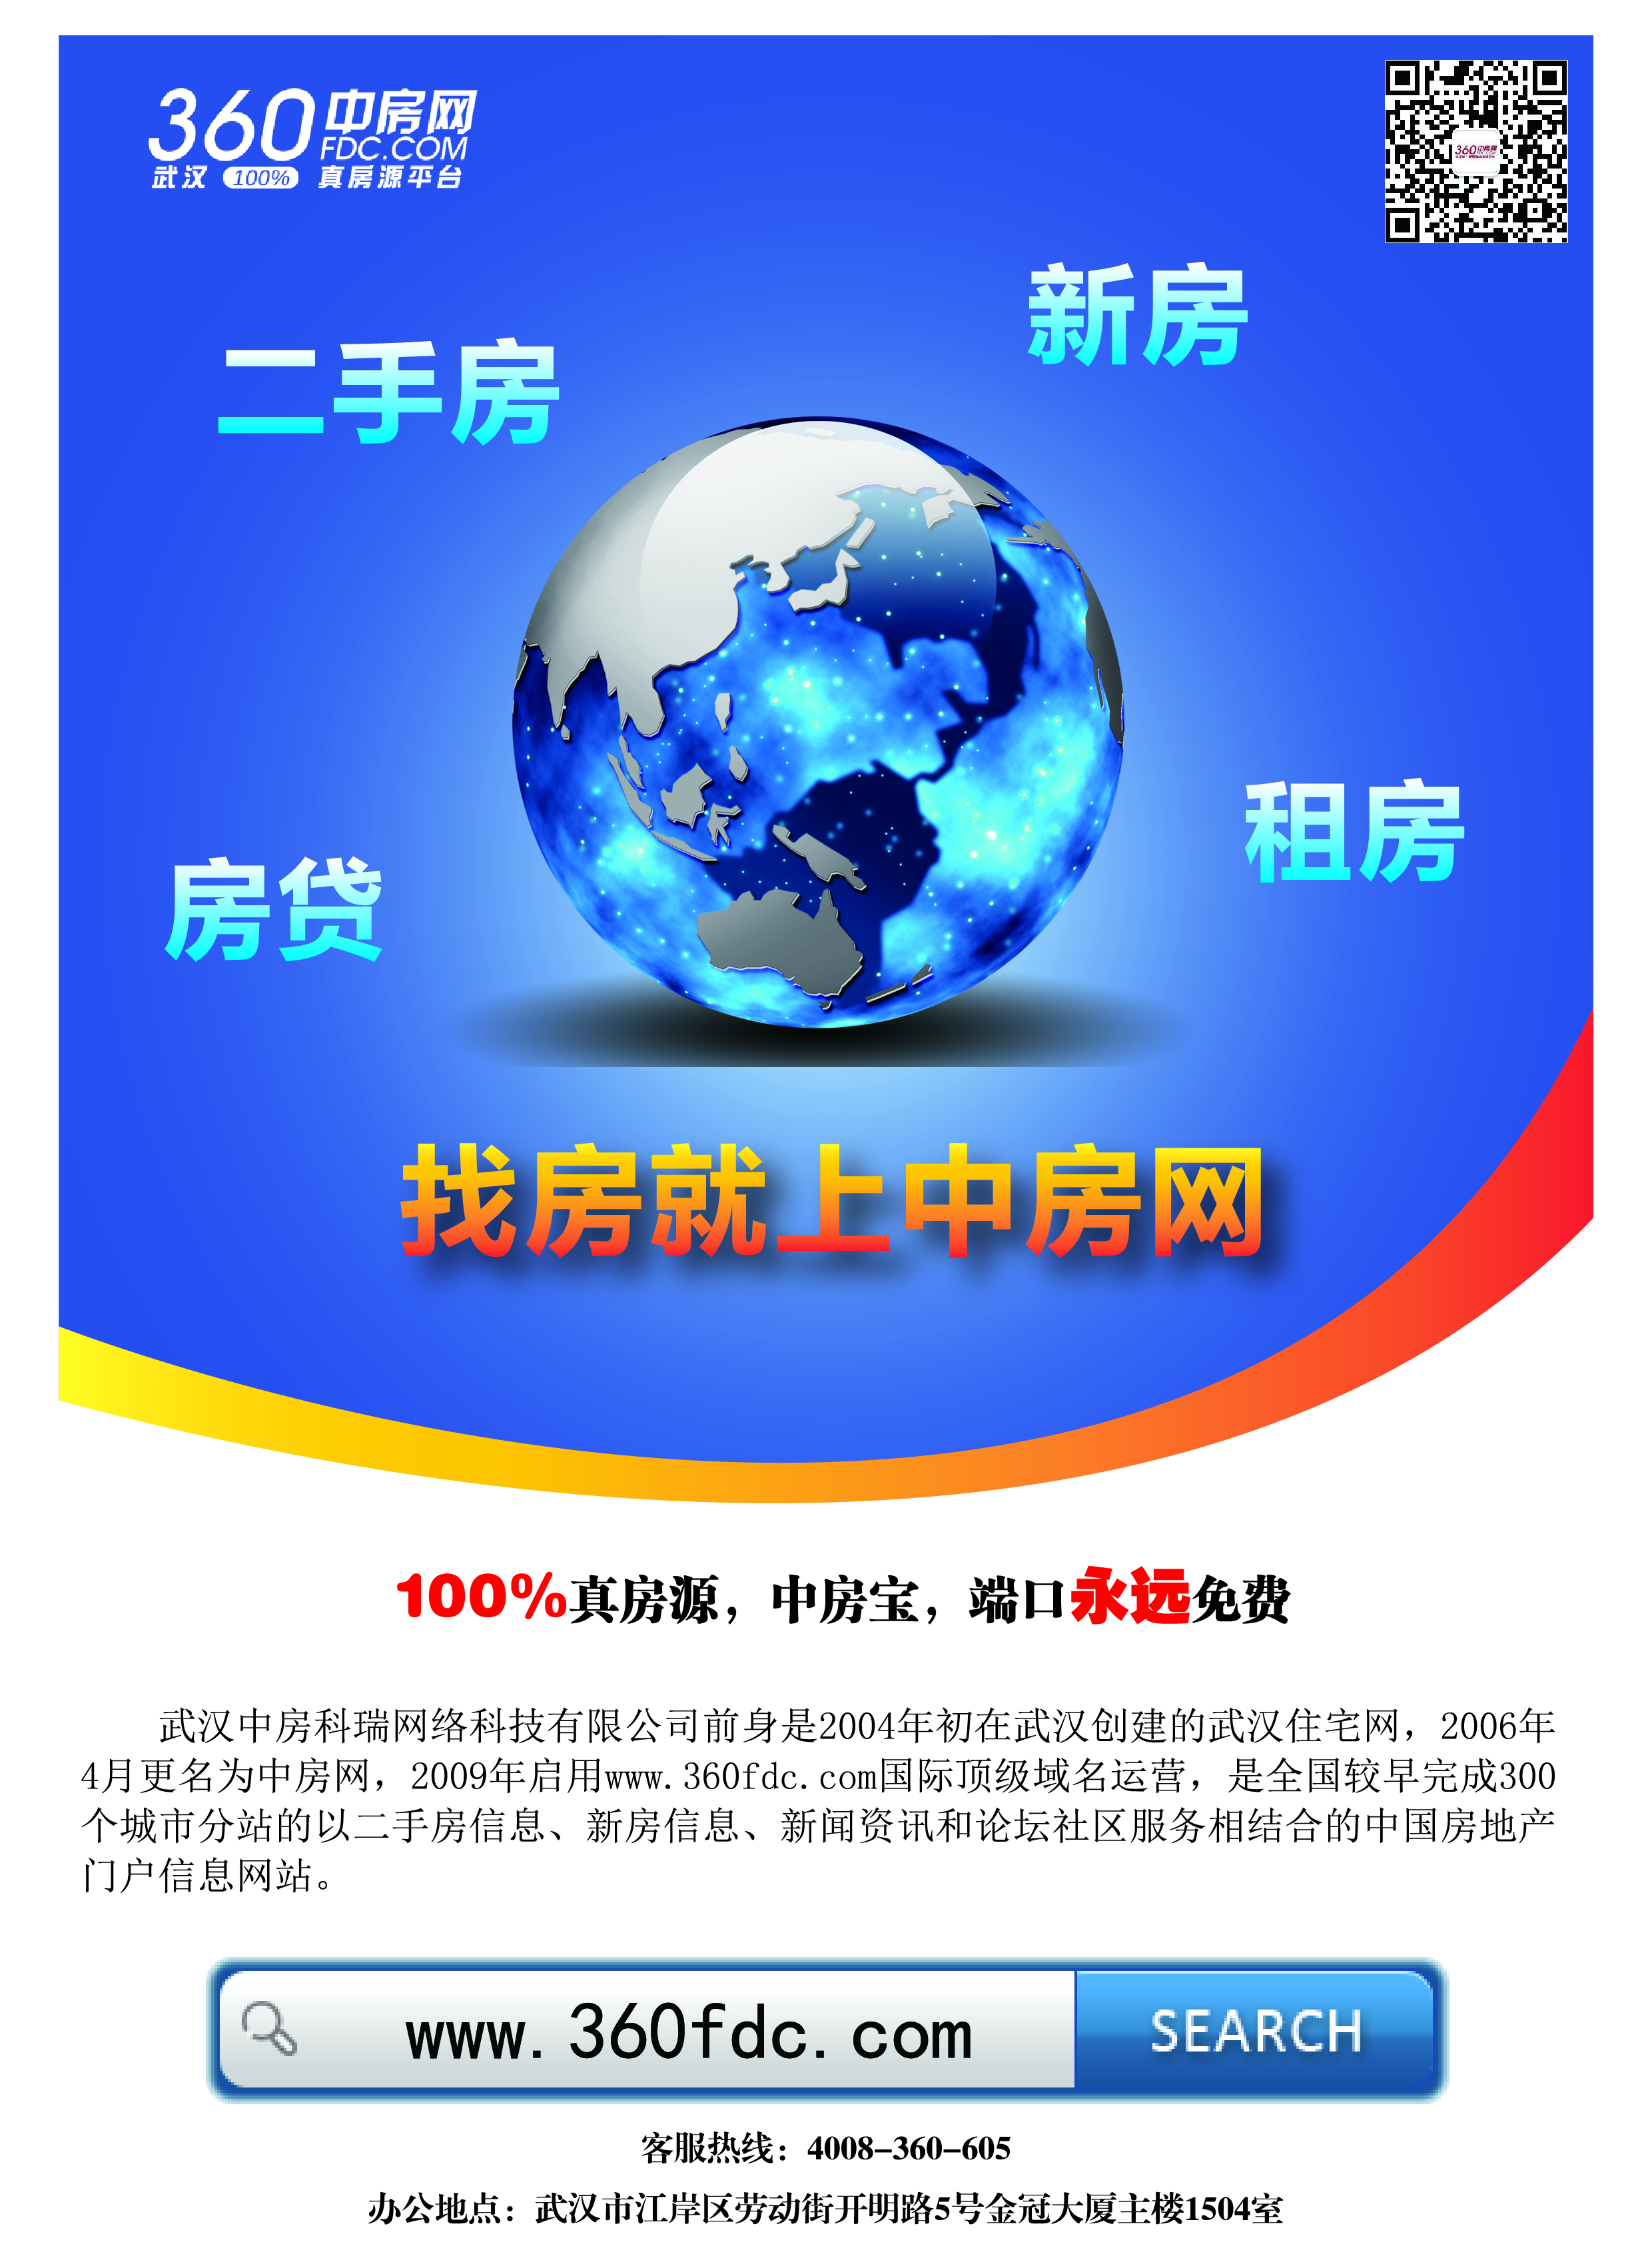 360中房网
FDC.COM
武汉 100% 真房源平台
360中房网
新房
二手房
租房
房贷
找房就上中房网
100%真房源，中房宝，端口永远免费
武汉中房科瑞网络科技有限公司前身是2004年初在武汉创建的武汉住宅网，2006年
4月更名为中房网，2009年启用www.360fdc.com国际顶级域名运营，是全国较早完成300
个城市分站的以二手房信息、新房信息、新闻资讯和论坛社区服务相结合的中国房地产
门户信息网站。
www.360fdc.com SEARCH
客服热线：4008-360-605
办公地点：武汉市江岸区劳动街开明路5号金冠大厦主楼1504室